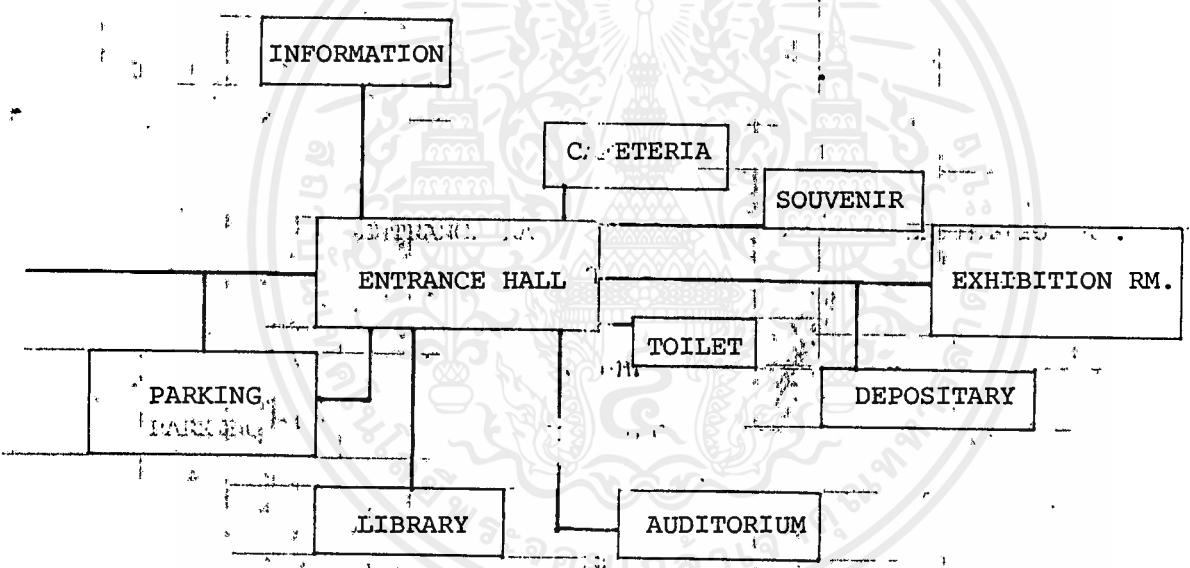 INFORMATION
CAFETERIA
SOUVENIR
ENTRANCE HALL
EXHIBITION RM.
TOILET
PARKING
DEPOSITARY
LIBRARY
AUDITORIUM